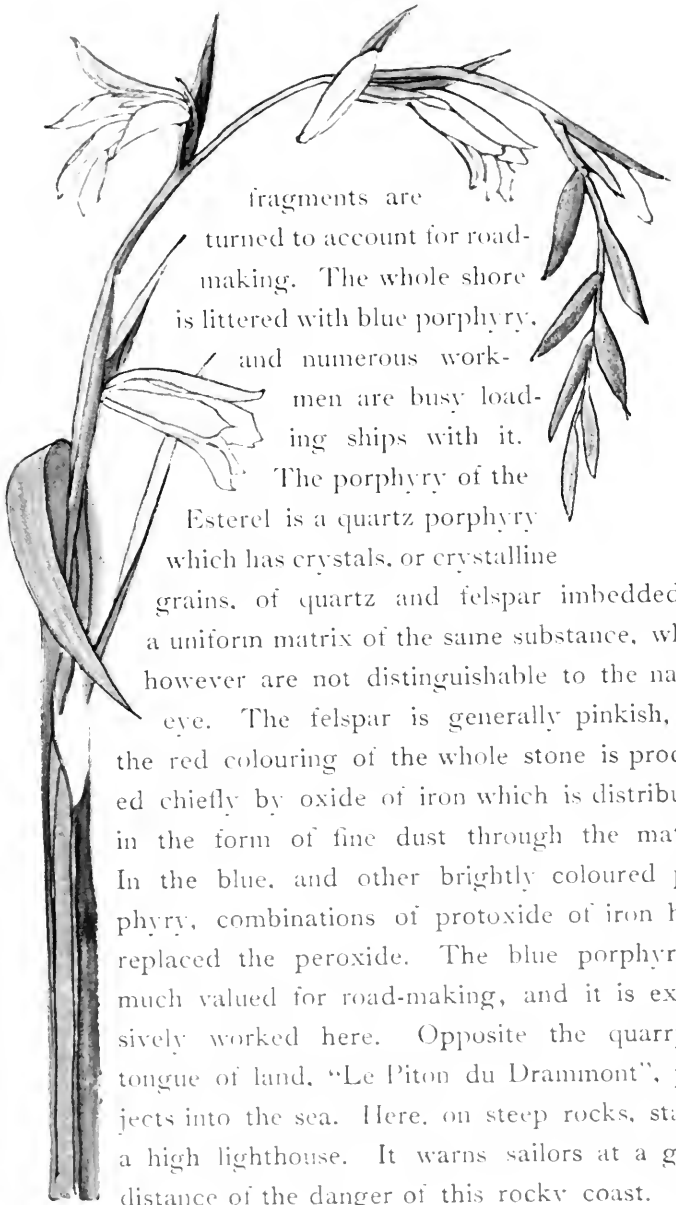 fragments are
turned to account for road-
making. The whole shore
is littered with blue porphyry,
and numerous work-
men are busy load-
ing ships with it.
The porphyry of the
Esterel is a quartz porphyry
which has crystals, or crystalline
grains, of quartz and felspar imbedded
a uniform matrix of the same substance,
however are not distinguishable to the
eye. The felspar is generally pinkish,
the red colouring of the whole stone is
ed chiefly by oxide of iron which is
in the form of fine dust through the
In the blue, and other brightly coloured
phyry, combinations of protoxide of iron
replaced the peroxide. The blue
much valued for road-making, and it is
sively worked here. Opposite the
tongue of land, “Le Piton du Drammont”,
jects into the sea. Here, on steep rocks,
a high lighthouse. It warns sailors at a
distance of the danger of this rocky coast.